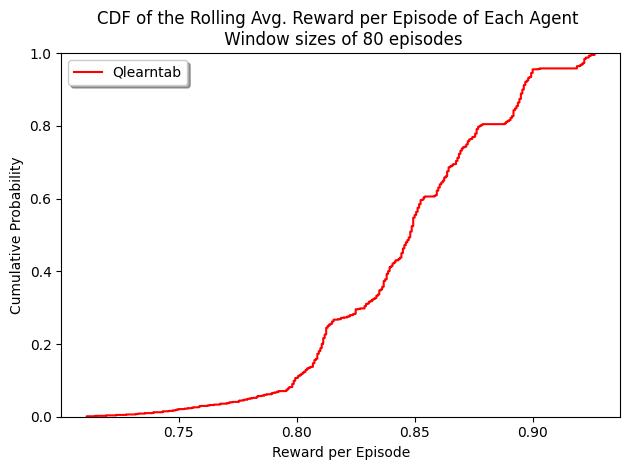 CDF of the Rolling Avg. Reward per Episode of Each Agent
Window sizes of 80 episodes
Qlearntab
Cumulative Probability
1.0
0.8
0.6
0.4
0.2
0.0
0.75
0.80
0.85
0.90
Reward per Episode